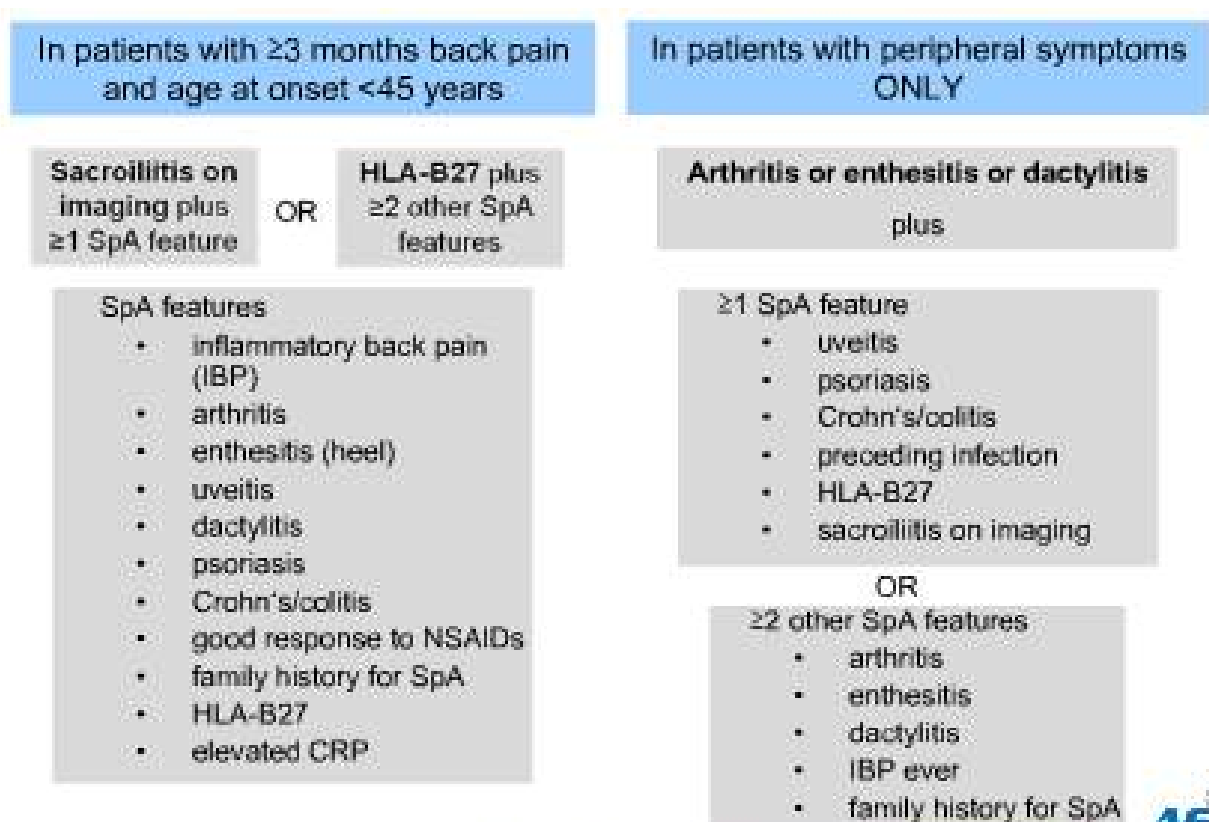 In patients with ≥3 months back pain
and age at onset <45 years
Sacroiliitis on
imaging plus
≥1 SpA feature
OR
HLA-B27 plus
≥2 other SpA
features
SpA features
• inflammatory back pain
(IBP)
• arthritis
• enthesitis (heel)
• uveitis
• dactylitis
• psoriasis
• Crohn's/colitis
• good response to NSAIDs
• family history for SpA
• HLA-B27
• elevated CRP
In patients with peripheral symptoms
ONLY
Arthritis or enthesitis or dactylitis
plus
≥1 SpA feature
• uveitis
• psoriasis
• Crohn's/colitis
• preceding infection
• HLA-B27
• sacroiliitis on imaging
OR
≥2 other SpA features
• arthritis
• enthesitis
• dactylitis
• IBP ever
• family history for SpA